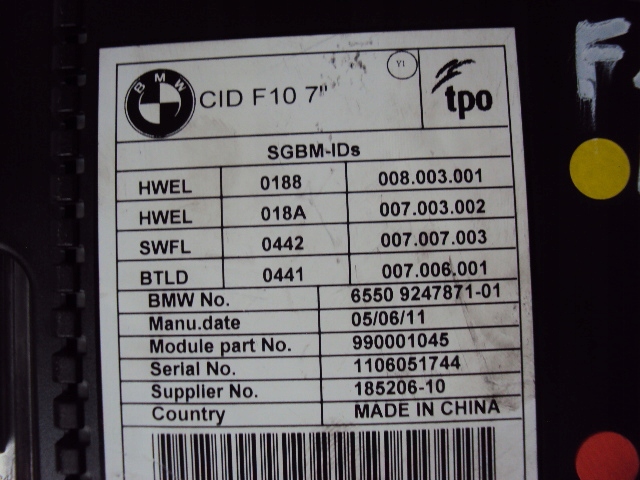 BMW
CID F10 7"
YI
tpo
SGBM-IDs
HWEL 0188 008.003.001
HWEL 018A 007.003.002
SWFL 0442 007.007.003
BTLD 0441 007.006.001
BMW No. 6550 9247871-01
Manu.date 05/06/11
Module part No. 990001045
Serial No. 1106051744
Supplier No. 185206-10
Country MADE IN CHINA
F